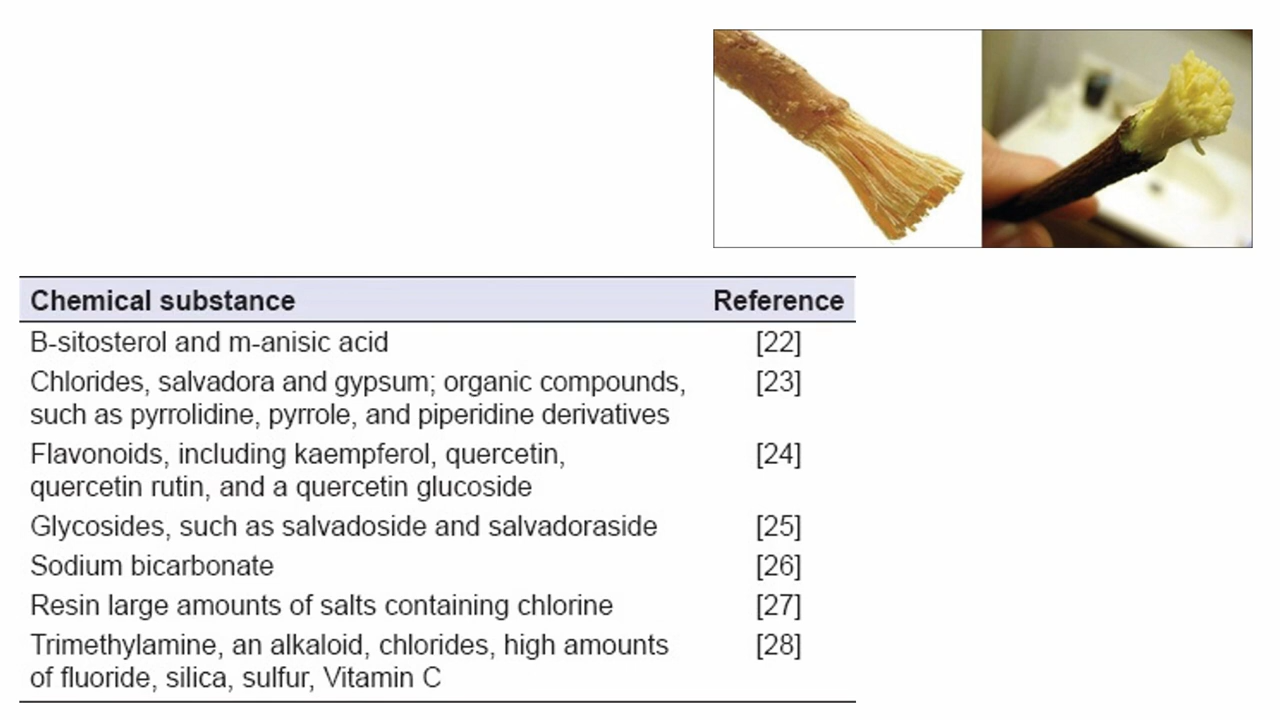 Chemical substance Reference
B-sitosterol and m-anisic acid [22]
Chlorides, salvadora and gypsum; organic compounds, [23]
such as pyrrolidine, pyrrole, and piperidine derivatives
Flavonoids, including kaempferol, quercetin, [24]
quercetin rutin, and a quercetin glucoside
Glycosides, such as salvadoside and salvadoraside [25]
Sodium bicarbonate [26]
Resin large amounts of salts containing chlorine [27]
Trimethylamine, an alkaloid, chlorides, high amounts [28]
of fluoride, silica, sulfur, Vitamin C